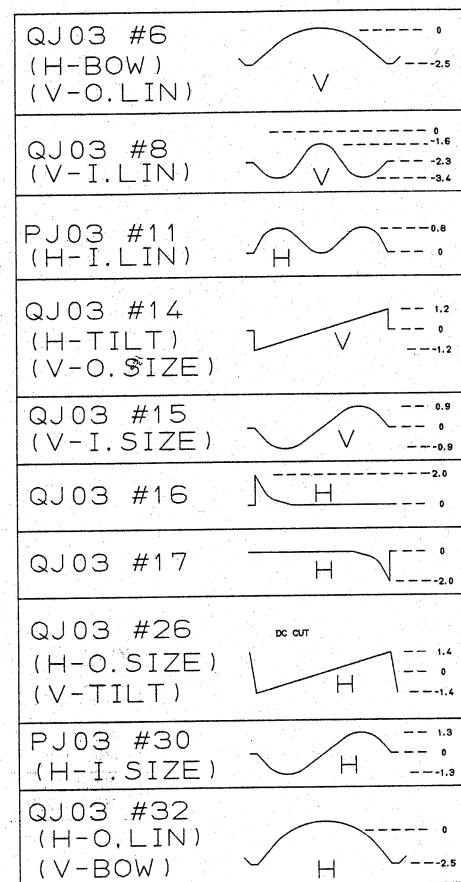 QJ03 #6
(H-BOW)
(V-O.LIN)
V
0
-2.5
QJ03 #8
(V-I.LIN)
V
0
-1.6
-2.3
-3.4
PJ03 #11
(H-I.LIN)
H
0.8
0
QJ03 #14
(H-TILT)
(V-O.SIZE)
V
1.2
0
-1.2
QJ03 #15
(V-I.SIZE)
V
0.9
0
-0.9
QJ03 #16
H
2.0
0
QJ03 #17
H
0
-2.0
QJ03 #26
(H-O.SIZE)
(V-TILT)
DC CUT
H
1.4
0
-1.4
PJ03 #30
(H-I.SIZE)
H
1.3
0
-1.3
QJ03 #32
(H-O.LIN)
(V-BOW)
H
0
-2.5